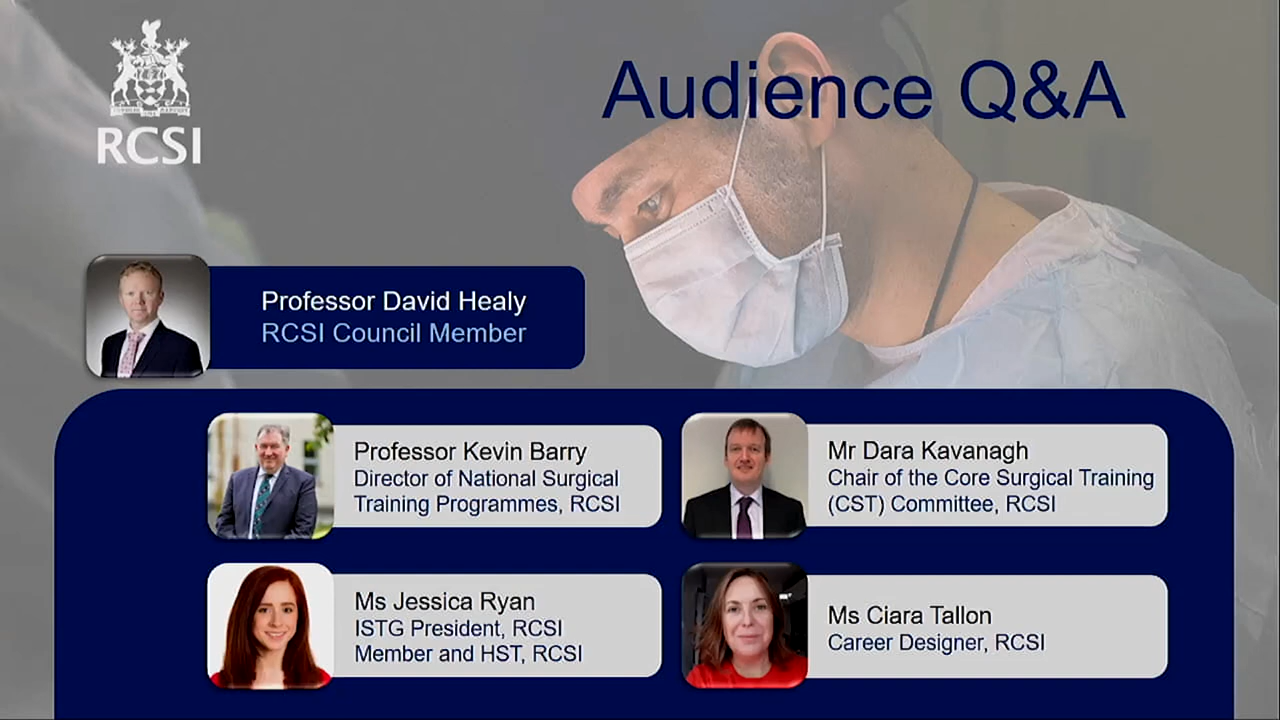 RCSI
Audience Q&A
Professor David Healy
RCSI Council Member
Professor Kevin Barry
Director of National Surgical
Training Programmes, RCSI
Mr Dara Kavanagh
Chair of the Core Surgical Training
(CST) Committee, RCSI
Ms Jessica Ryan
ISTG President, RCSI
Member and HST, RCSI
Ms Ciara Tallon
Career Designer, RCSI